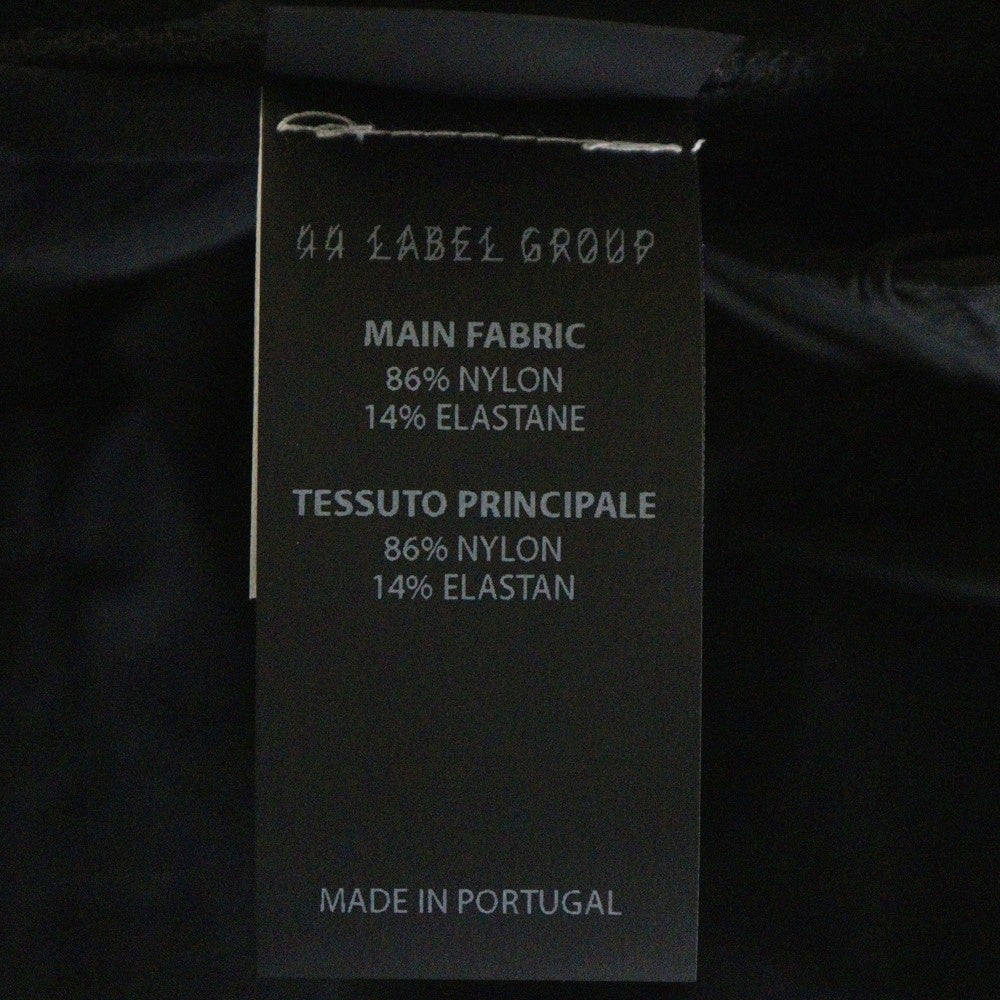 44 LABEL GROUP
MAIN FABRIC
86% NYLON
14% ELASTANE
TESSUTO PRINCIPALE
86% NYLON
14% ELASTAN
MADE IN PORTUGAL